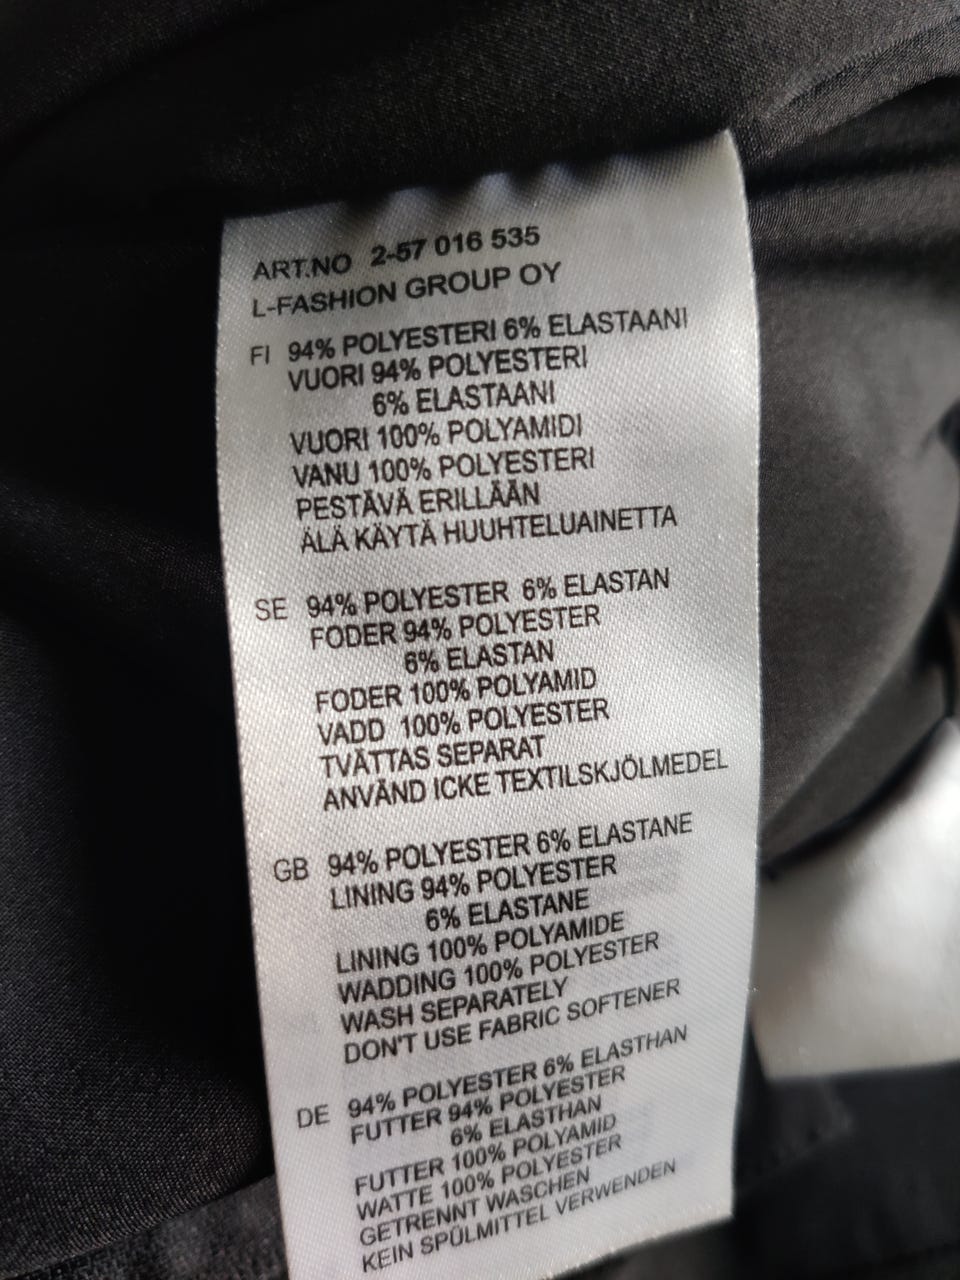 ART.NO 2-57 016 535
L-FASHION GROUP OY
FI 94% POLYESTERI 6% ELASTAANI
VUORI 94% POLYESTERI
6% ELASTAANI
VUORI 100% POLYAMIDI
VANU 100% POLYESTERI
PESTÄVÄ ERILLÄÄN
ÄLÄ KÄYTÄ HUUHTELUAINETTA
SE 94% POLYESTER 6% ELASTAN
FODER 94% POLYESTER
6% ELASTAN
FODER 100% POLYAMID
VADD 100% POLYESTER
TVÄTTAS SEPARAT
ANVÄND ICKE TEXTILSKJÖLMEDEL
GB 94% POLYESTER 6% ELASTANE
LINING 94% POLYESTER
6% ELASTANE
LINING 100% POLYAMIDE
WADDING 100% POLYESTER
WASH SEPARATELY
DON'T USE FABRIC SOFTENER
DE 94% POLYESTER 6% ELASTHAN
FUTTER 94% POLYESTER
6% ELASTHAN
FUTTER 100% POLYAMID
WATTE 100% POLYESTER
GETRENNT WASCHEN
KEIN SPÜLMITTEL VERWENDEN